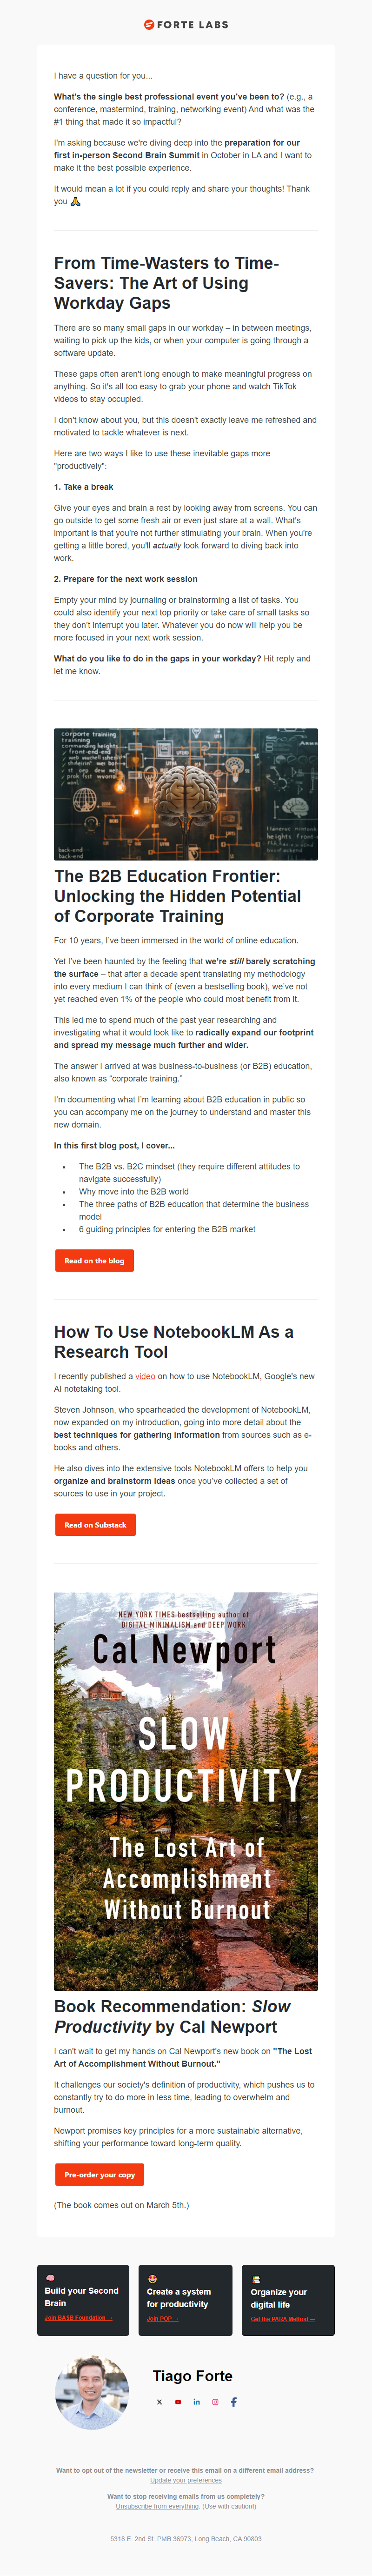 FORTE LABS
I have a question for you...
What's the single best professional event you've been to? (e.g., a
conference, mastermind, training, networking event) And what was the
#1 thing that made it so impactful?
I'm asking because we're diving deep into the preparation for our
first in-person Second Brain Summit in October in LA and I want to
make it the best possible experience.
It would mean a lot if you could reply and share your thoughts! Thank
you 🙏
From Time-Wasters to Time-
Savers: The Art of Using
Workday Gaps
There are so many small gaps in our workday – in between meetings,
waiting to pick up the kids, or when your computer is going through a
software update.
These gaps often aren't long enough to make meaningful progress on
anything. So it's all too easy to grab your phone and watch TikTok
videos to stay occupied.
I don't know about you, but this doesn't exactly leave me refreshed and
motivated to tackle whatever is next.
Here are two ways I like to use these inevitable gaps more
"productively":
1. Take a break
Give your eyes and brain a rest by looking away from screens. You can
go outside to get some fresh air or even just stare at a wall. What's
important is that you're not further stimulating your brain. When you're
getting a little bored, you'll actually look forward to diving back into
work.
2. Prepare for the next work session
Empty your mind by journaling or brainstorming a list of tasks. You
could also identify your next top priority or take care of small tasks so
they don't interrupt you later. Whatever you do now will help you be
more focused in your next work session.
What do you like to do in the gaps in your workday? Hit reply and
let me know.
corporte training
trainning
commanding heights
front-end end
back-end
back-end
The B2B Education Frontier:
Unlocking the Hidden Potential
of Corporate Training
For 10 years, I've been immersed in the world of online education.
Yet I've been haunted by the feeling that we're still barely scratching
the surface – that after a decade spent translating my methodology
into every medium I can think of (even a bestselling book), we've not
yet reached even 1% of the people who could most benefit from it.
This led me to spend much of the past year researching and
investigating what it would look like to radically expand our footprint
and spread my message much further and wider.
The answer I arrived at was business-to-business (or B2B) education,
also known as "corporate training."
I'm documenting what I'm learning about B2B education in public so
you can accompany me on the journey to understand and master this
new domain.
In this first blog post, I cover...
• The B2B vs. B2C mindset (they require different attitudes to
navigate successfully)
• Why move into the B2B world
• The three paths of B2B education that determine the business
model
• 6 guiding principles for entering the B2B market
Read on the blog
How To Use NotebookLM As a
Research Tool
I recently published a video on how to use NotebookLM, Google's new
AI notetaking tool.
Steven Johnson, who spearheaded the development of NotebookLM,
now expanded on my introduction, going into more detail about the
best techniques for gathering information from sources such as e-
books and others.
He also dives into the extensive tools NotebookLM offers to help you
organize and brainstorm ideas once you've collected a set of
sources to use in your project.
Read on Substack
NEW YORK TIMES bestselling author of
DIGITAL MINIMALISM and DEEP WORK
Cal Newport
SLOW
PRODUCTIVITY
The Lost Art of
Accomplishment
Without Burnout
Book Recommendation: Slow
Productivity by Cal Newport
I can't wait to get my hands on Cal Newport's new book on "The Lost
Art of Accomplishment Without Burnout."
It challenges our society's definition of productivity, which pushes us to
constantly try to do more in less time, leading to overwhelm and
burnout.
Newport promises key principles for a more sustainable alternative,
shifting your performance toward long-term quality.
Pre-order your copy
(The book comes out on March 5th.)
🧠
Build your Second
Brain
Join BASB Foundation →
😍
Create a system
for productivity
Join POP →
Organize your
digital life
Get the PARA Method →
Tiago Forte
Want to opt out of the newsletter or receive this email on a different email address?
Update your preferences
Want to stop receiving emails from us completely?
Unsubscribe from everything. (Use with caution!)
5318 E. 2nd St. PMB 36973, Long Beach, CA 90803